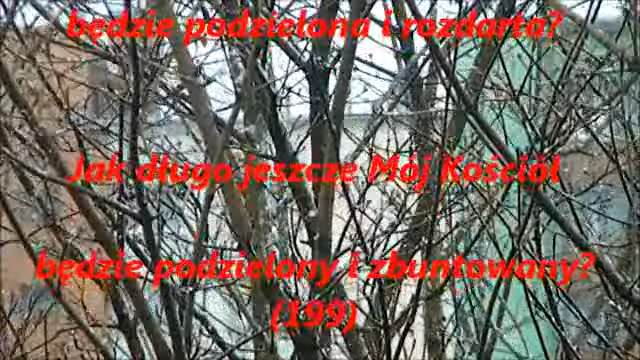 będzie podzielona i rozdarta?
Jak długo jeszcze Mój Kościół
będzie podzielony i zbuntowany?
(199)